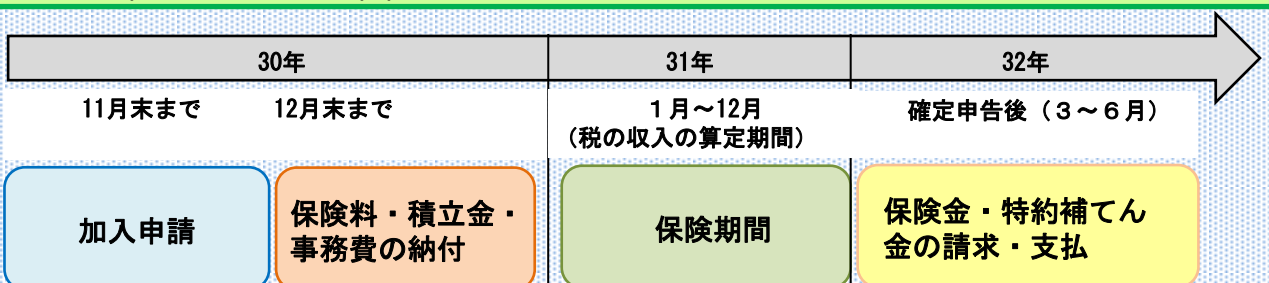 30年
31年
32年
11月末まで
12月末まで
１月～12月
(税の収入の算定期間)
確定申告後（３～６月）
加入申請
保険料・積立金・
事務費の納付
保険期間
保険金・特約補てん
金の請求・支払